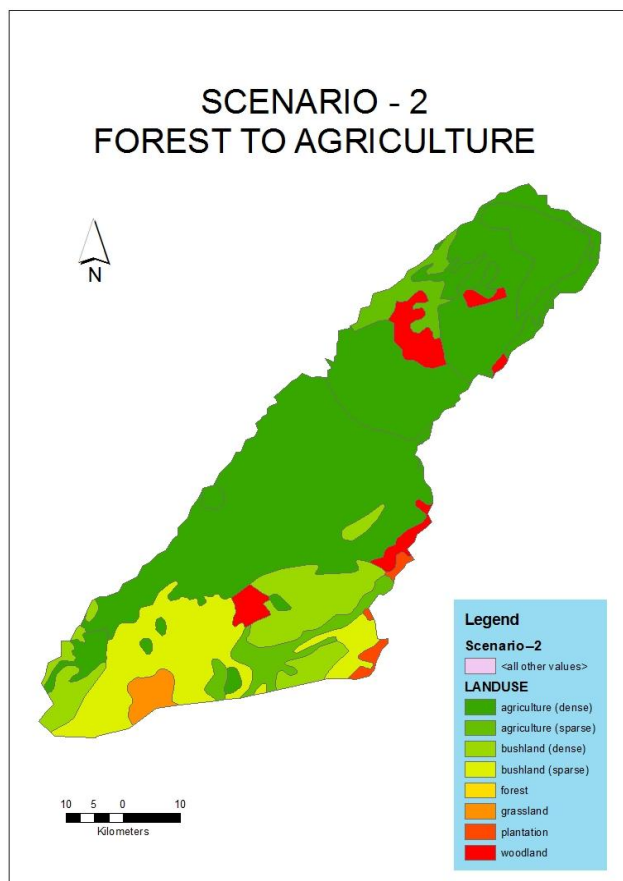 SCENARIO - 2
FOREST TO AGRICULTURE
N
Legend
Scenario–2
<all other values>
LANDUSE
agriculture (dense)
agriculture (sparse)
bushland (dense)
bushland (sparse)
forest
grassland
plantation
woodland
10 5 0 10
Kilometers